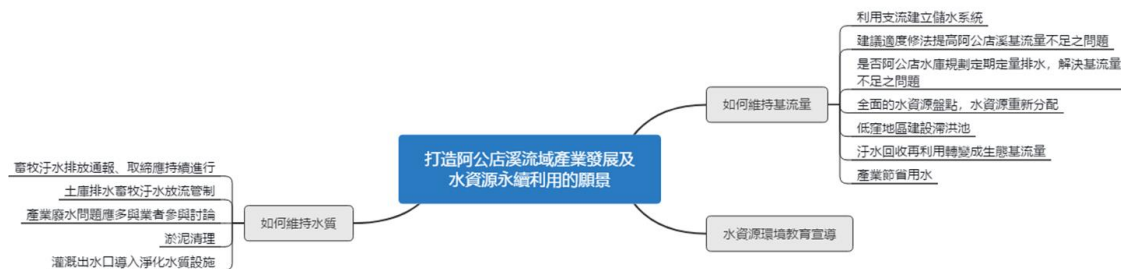 打造阿公店溪流域產業發展及
水資源永續利用的願景
如何維持基流量
利用支流建立儲水系統
建議適度修法提高阿公店溪基流量不足之問題
是否阿公店水庫規劃定期定量排水，解決基流量
不足之問題
全面的水資源盤點，水資源重新分配
低窪地區建設滯洪池
汙水回收再利用轉變成生態基流量
產業節省用水
水資源環境教育宣導
如何維持水質
畜牧汙水排放通報、取締應持續進行
土庫排水畜牧汙水放流管制
產業廢水問題應多與業者參與討論
淤泥清理
灌溉出水口導入淨化水質設施